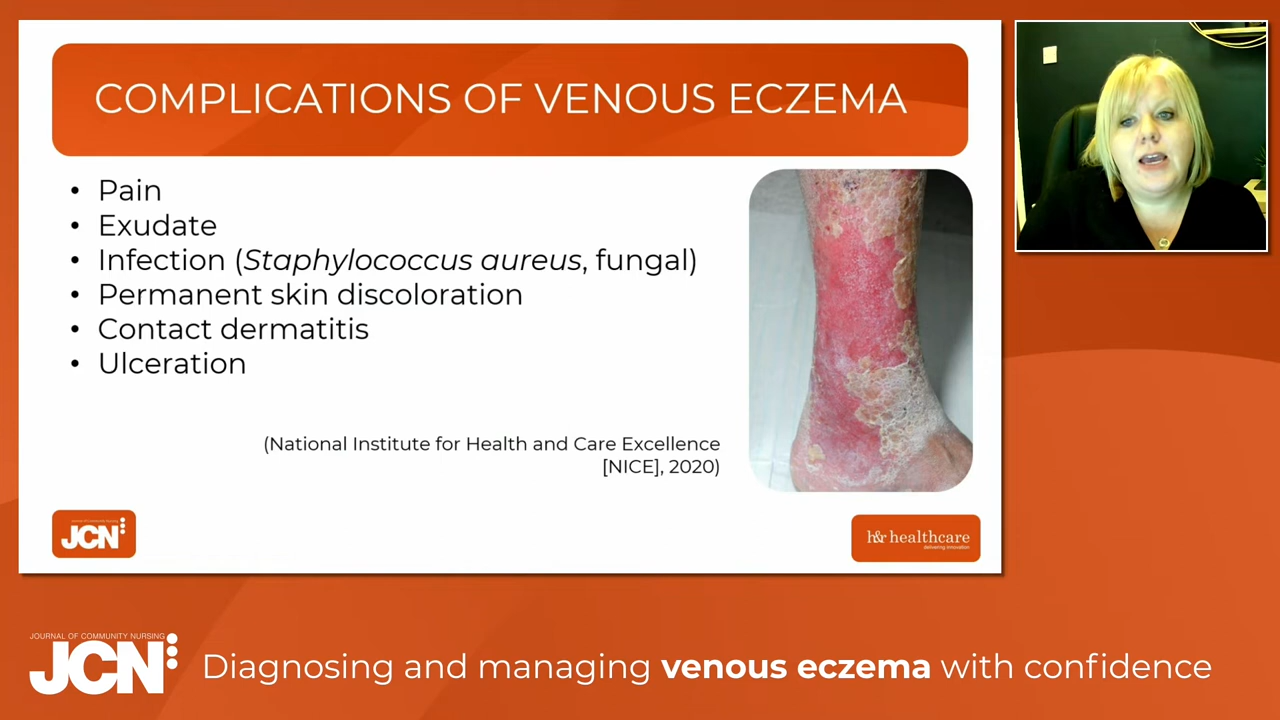 COMPLICATIONS OF VENOUS ECZEMA
• Pain
• Exudate
• Infection (Staphylococcus aureus, fungal)
• Permanent skin discoloration
• Contact dermatitis
• Ulceration
(National Institute for Health and Care Excellence
[NICE], 2020)
JCN
h&r healthcare
delivering innovation
JOURNAL OF COMMUNITY NURSING
JCN
Diagnosing and managing venous eczema with confidence